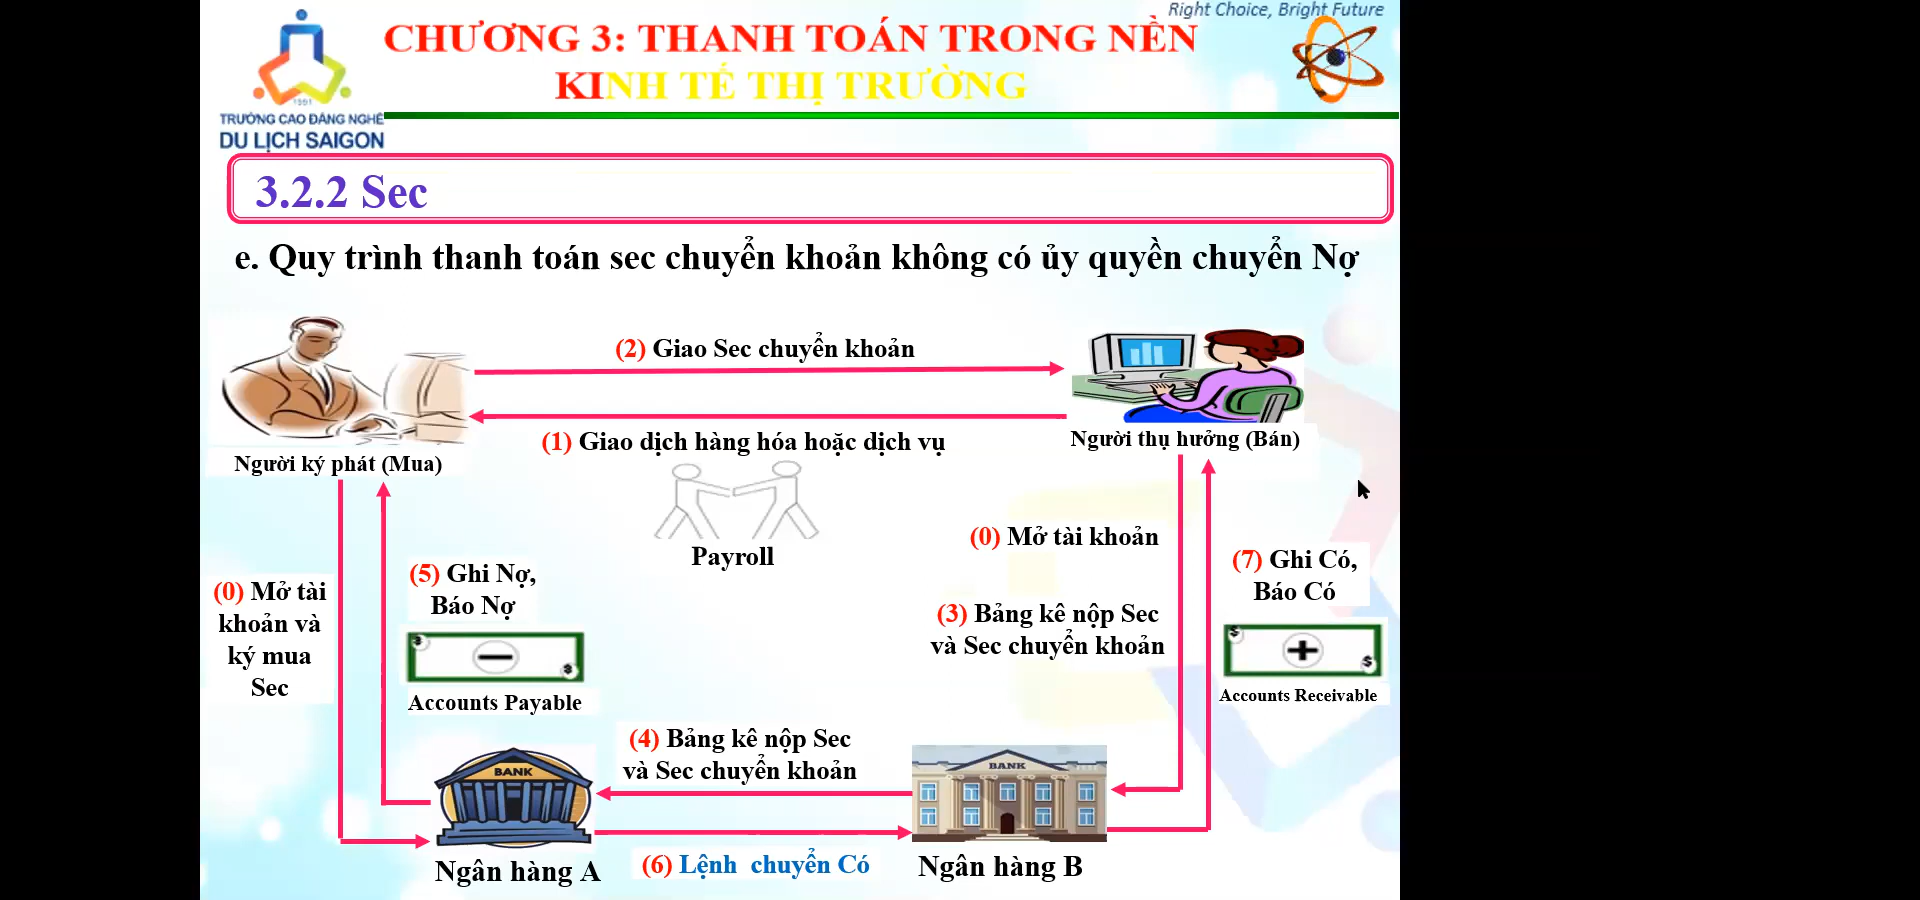 Right Choice, Bright Future
CHƯƠNG 3: THANH TOÁN TRONG NỀN
KINH TẾ THỊ TRƯỜNG
1991
TRƯỜNG CAO ĐẲNG NGHỀ
DU LỊCH SAIGON
3.2.2 Sec
e. Quy trình thanh toán sec chuyển khoản không có ủy quyền chuyển Nợ
(2) Giao Sec chuyển khoản
(1) Giao dịch hàng hóa hoặc dịch vụ
Người ký phát (Mua)
Người thụ hưởng (Bán)
Payroll
(0) Mở tài
khoản và
ký mua
Sec
(5) Ghi Nợ,
Báo Nợ
$
$
Accounts Payable
(0) Mở tài khoản
(3) Bảng kê nộp Sec
và Sec chuyển khoản
(7) Ghi Có,
Báo Có
$
$
Accounts Receivable
(4) Bảng kê nộp Sec
và Sec chuyển khoản
BANK
BANK
Ngân hàng A
(6) Lệnh chuyển Có
Ngân hàng B